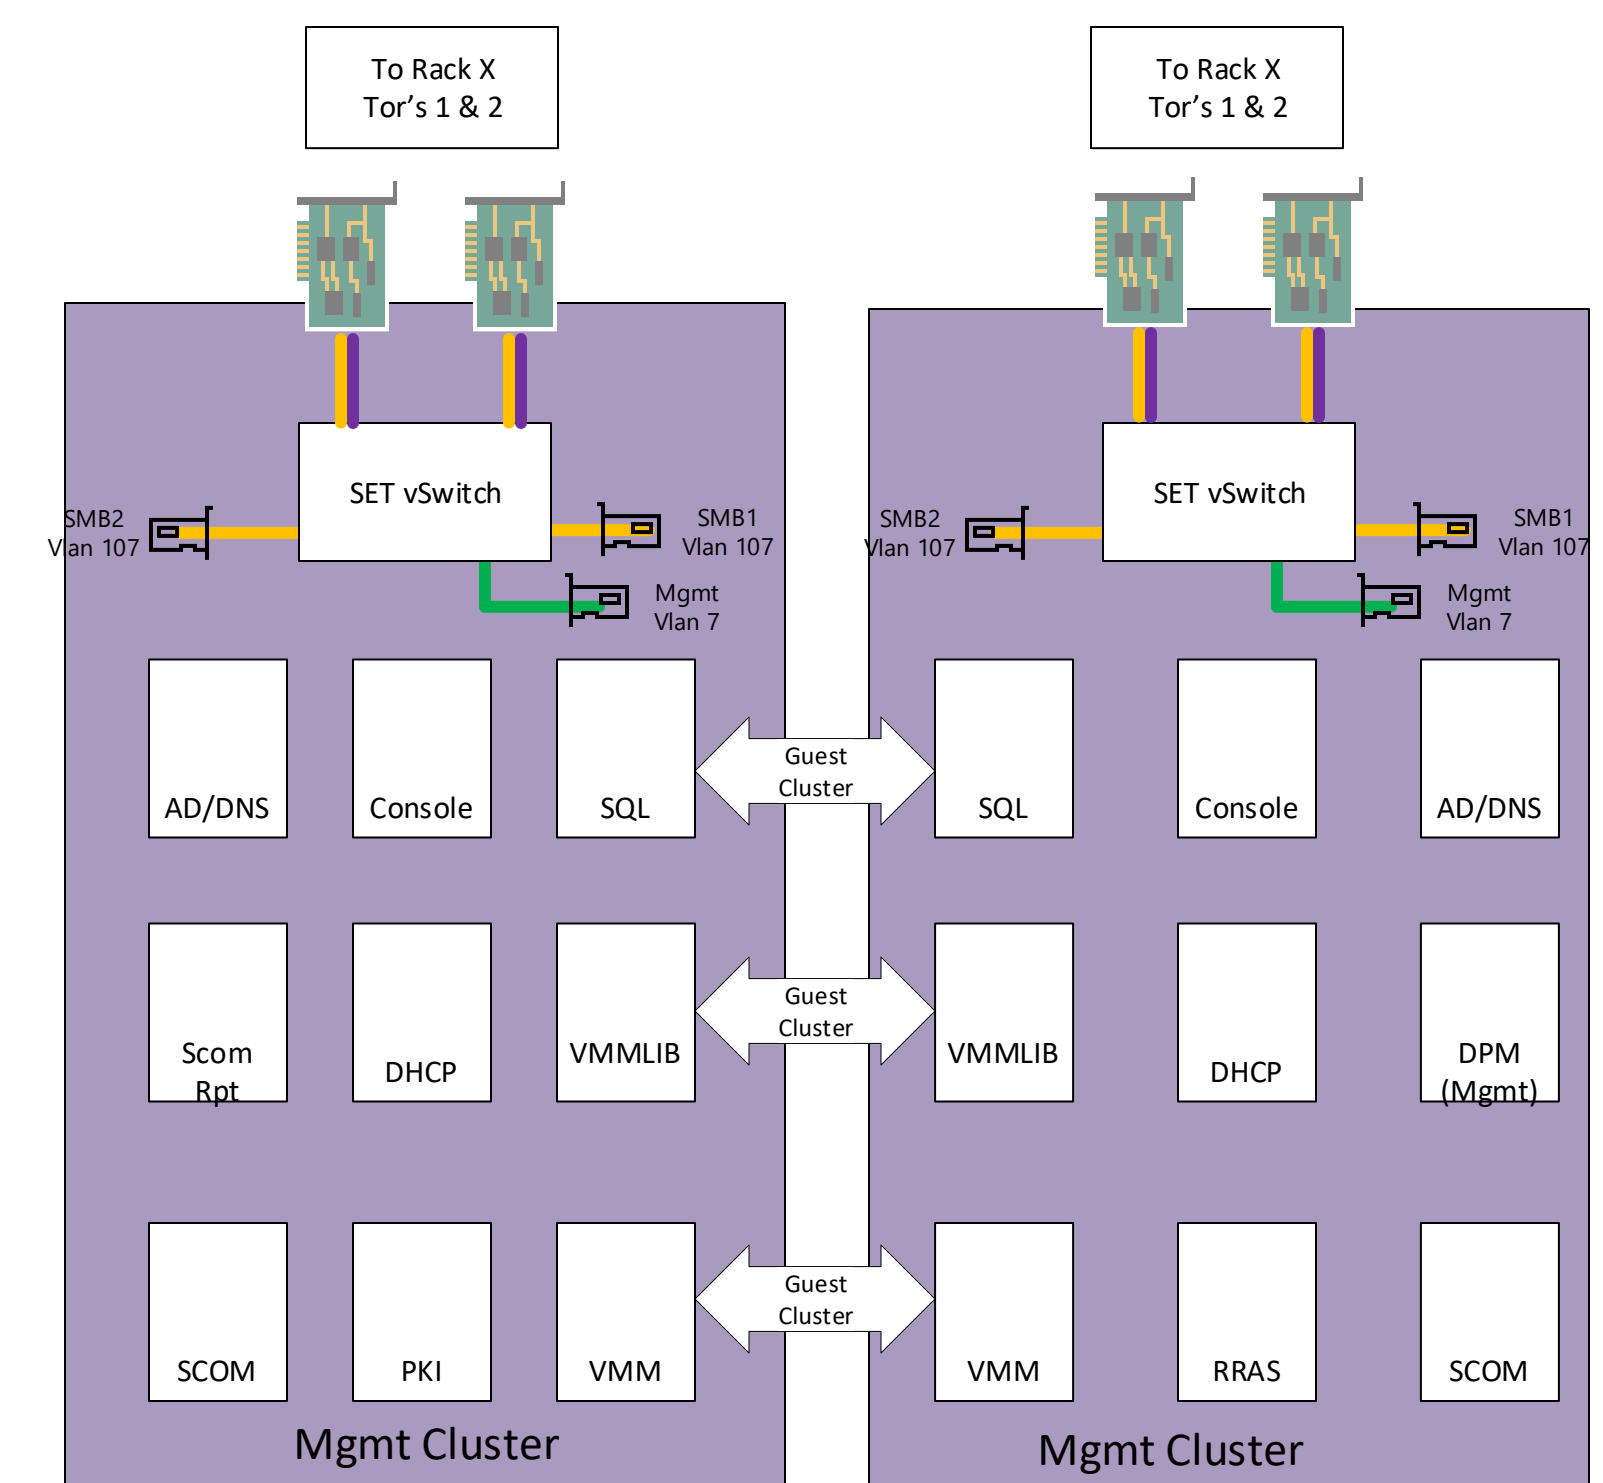 To Rack X
Tor's 1 & 2
To Rack X
Tor's 1 & 2
SET vSwitch
SMB2
Vlan 107
SMB1
Vlan 107
Mgmt
Vlan 7
SET vSwitch
SMB2
Vlan 107
SMB1
Vlan 107
Mgmt
Vlan 7
AD/DNS
Console
SQL
Guest
Cluster
SQL
Console
AD/DNS
Scom
Rpt
DHCP
VMMLIB
Guest
Cluster
VMMLIB
DHCP
DPM
(Mgmt)
SCOM
PKI
VMM
Guest
Cluster
VMM
RRAS
SCOM
Mgmt Cluster
Mgmt Cluster